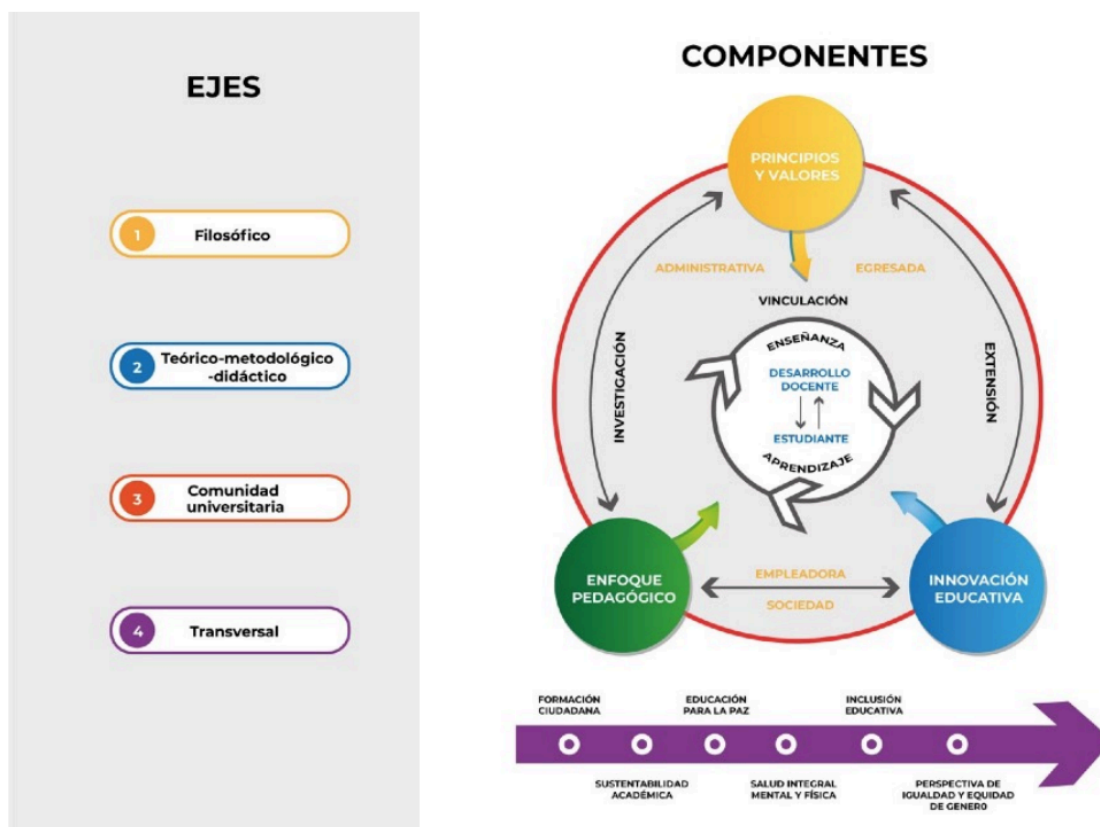 EJES
1
Filosófico
2
Teórico-metodológico
-didáctico
3
Comunidad
universitaria
4
Transversal
COMPONENTES
PRINCIPIOS
Y VALORES
ADMINISTRATIVA
EGRESADA
VINCULACIÓN
INVESTIGACIÓN
EXTENSIÓN
ENSEÑANZA
DESARROLLO
DOCENTE
ESTUDIANTE
APRENDIZAJE
ENFOQUE
PEDAGÓGICO
EMPLEADORA
SOCIEDAD
INNOVACIÓN
EDUCATIVA
FORMACIÓN
CIUDADANA
EDUCACIÓN
PARA LA PAZ
INCLUSIÓN
EDUCATIVA
SUSTENTABILIDAD
ACADÉMICA
SALUD INTEGRAL
MENTAL Y FÍSICA
PERSPECTIVA DE
IGUALDAD Y EQUIDAD
DE GENERO